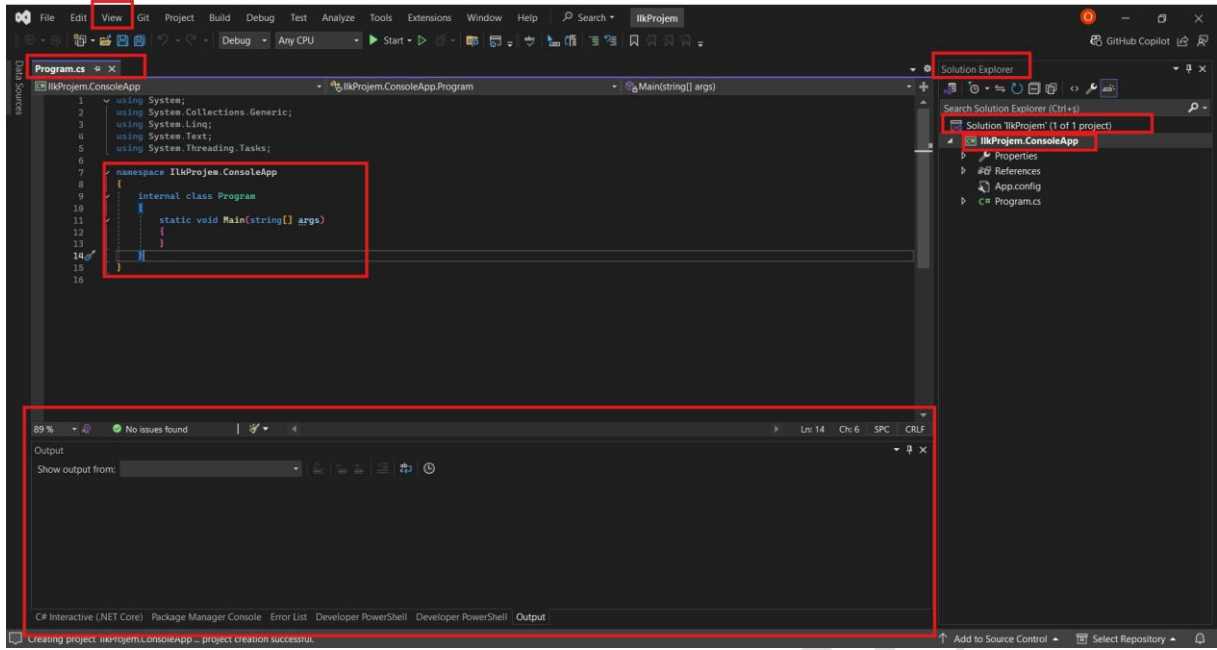 File Edit View Git Project Build Debug Test Analyze Tools Extensions Window Help Search IlkProjem
Debug Any CPU Start GitHub Copilot
Data Sources
Program.cs
IlkProjem.ConsoleApp IlkProjem.ConsoleApp.Program Main(string[] args)
1 using System;
2 using System.Collections.Generic;
3 using System.Linq;
4 using System.Text;
5 using System.Threading.Tasks;
6
7 namespace IlkProjem.ConsoleApp
8 {
9 internal class Program
10 {
11 static void Main(string[] args)
12 {
13 }
14 }
15 }
16
89 % No issues found Ln: 14 Ch: 6 SPC CRLF
Output
Show output from:
C# Interactive (.NET Core) Package Manager Console Error List Developer PowerShell Developer PowerShell Output
Solution Explorer
Search Solution Explorer (Ctrl+ş)
Solution 'IlkProjem' (1 of 1 project)
IlkProjem.ConsoleApp
Properties
References
App.config
C# Program.cs
Creating project 'IlkProjem.ConsoleApp'... project creation successful. Add to Source Control Select Repository